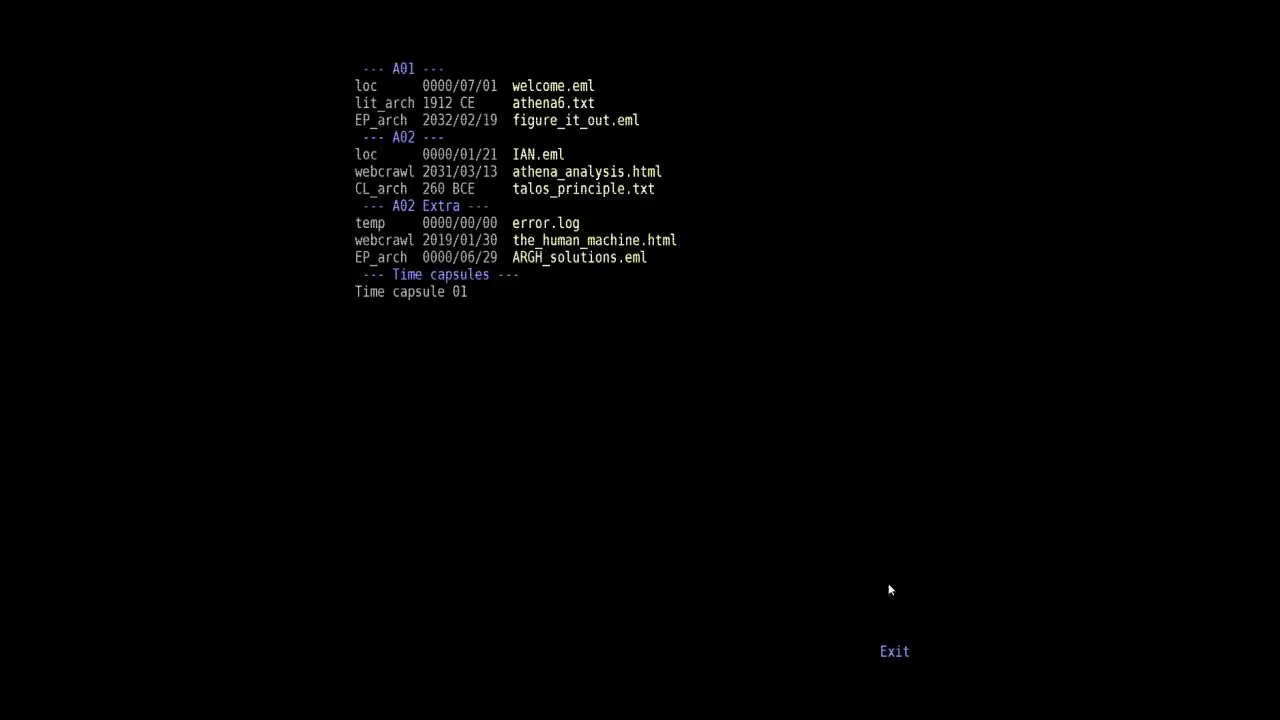 --- A01 ---
loc 0000/07/01 welcome.eml
lit_arch 1912 CE athena6.txt
EP_arch 2032/02/19 figure_it_out.eml
--- A02 ---
loc 0000/01/21 IAN.eml
webcrawl 2031/03/13 athena_analysis.html
CL_arch 260 BCE talos_principle.txt
--- A02 Extra ---
temp 0000/00/00 error.log
webcrawl 2019/01/30 the_human_machine.html
EP_arch 0000/06/29 ARGH_solutions.eml
--- Time capsules ---
Time capsule 01
Exit